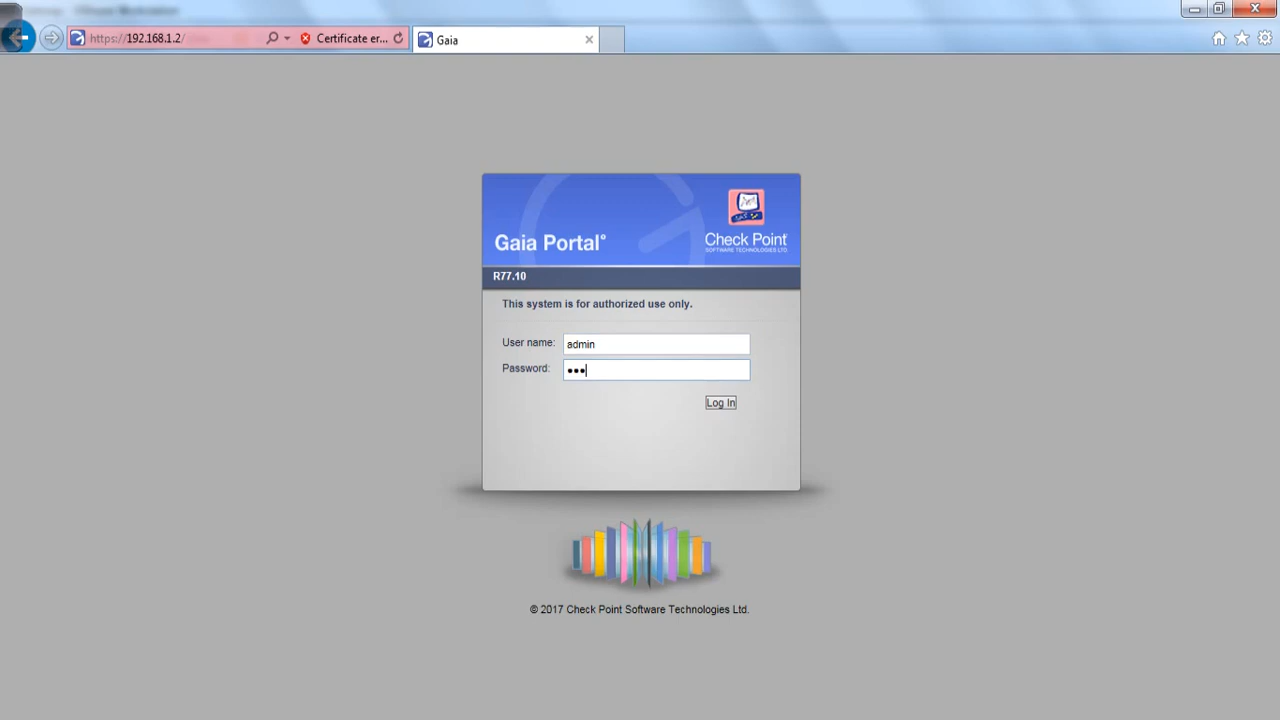 https://192.168.1.2/
Certificate er...
Gaia
Gaia Portal°
Check Point
SOFTWARE TECHNOLOGIES LTD.
R77.10
This system is for authorized use only.
User name: admin
Password: •••
Log In
© 2017 Check Point Software Technologies Ltd.